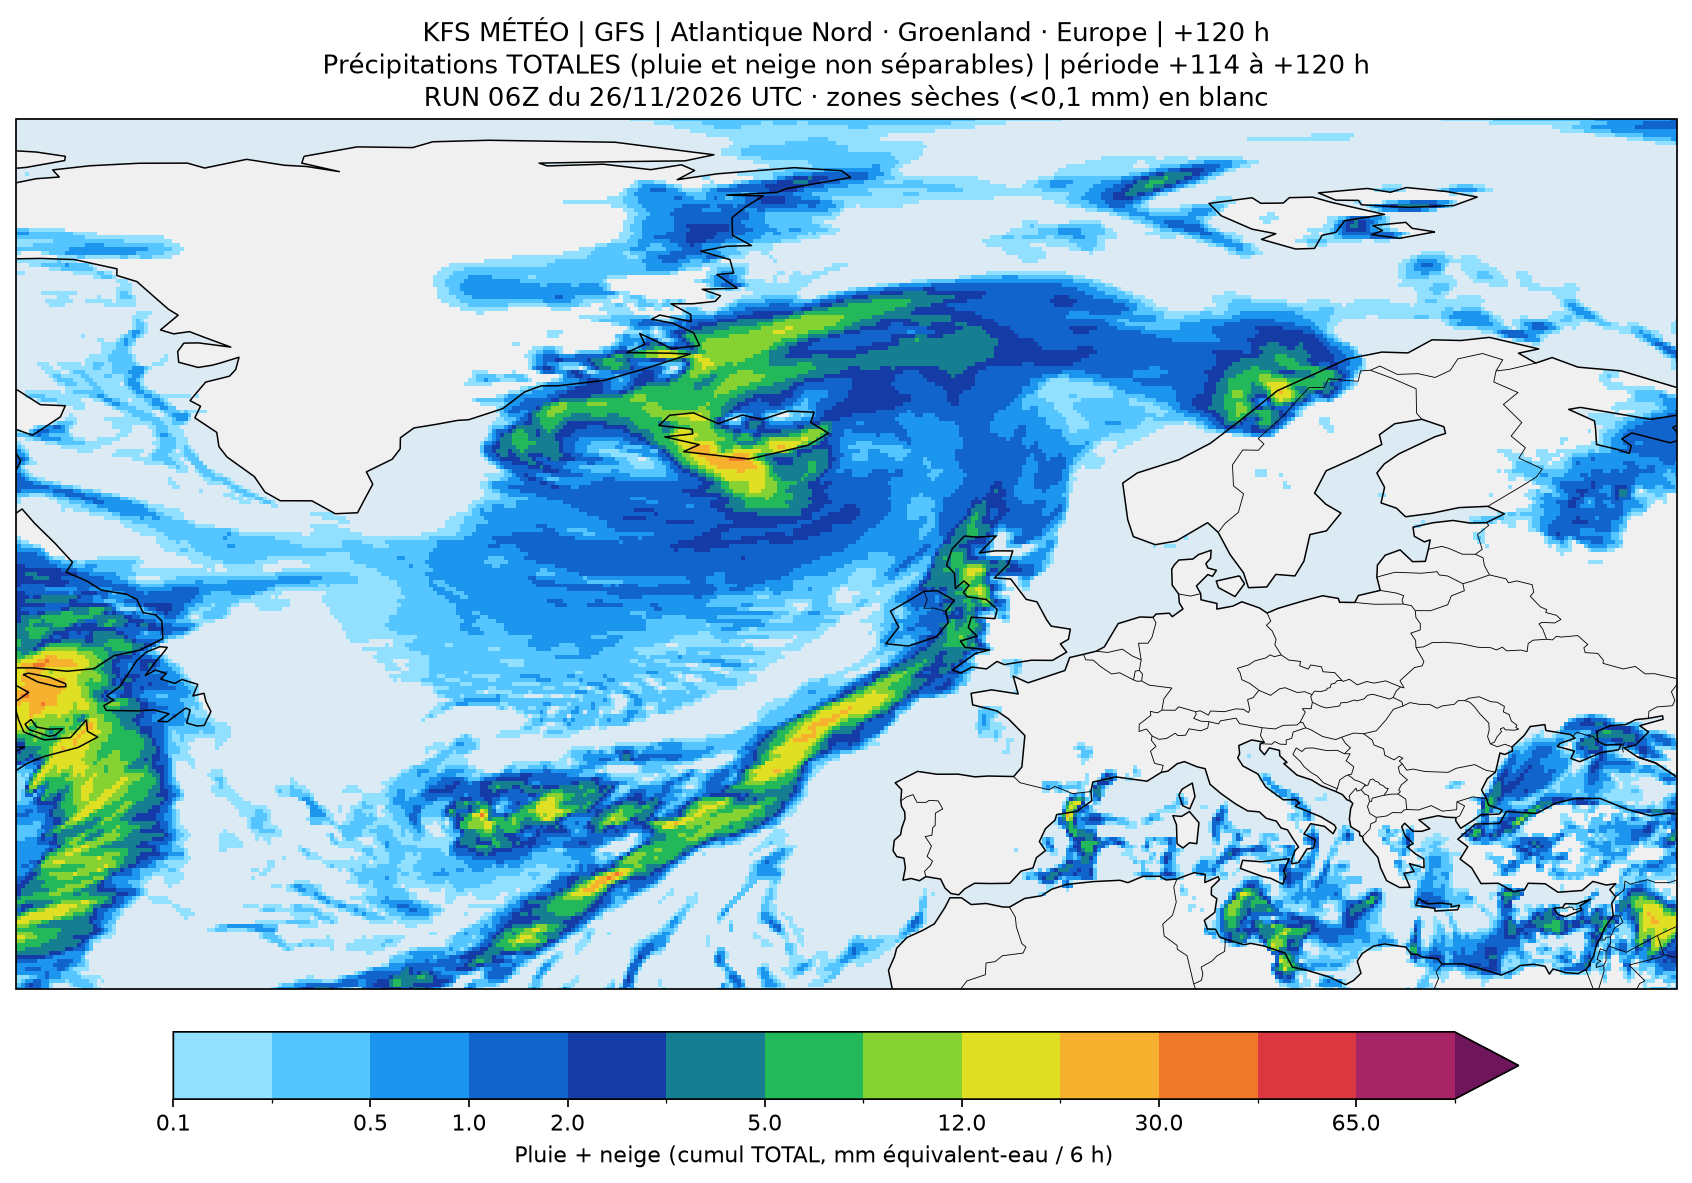 KFS MÉTÉO | GFS | Atlantique Nord · Groenland · Europe | +120 h
Précipitations TOTALES (pluie et neige non séparables) | période +114 à +120 h
RUN 06Z du 26/11/2026 UTC · zones sèches (<0,1 mm) en blanc
0.1 0.5 1.0 2.0 5.0 12.0 30.0 65.0
Pluie + neige (cumul TOTAL, mm équivalent-eau / 6 h)